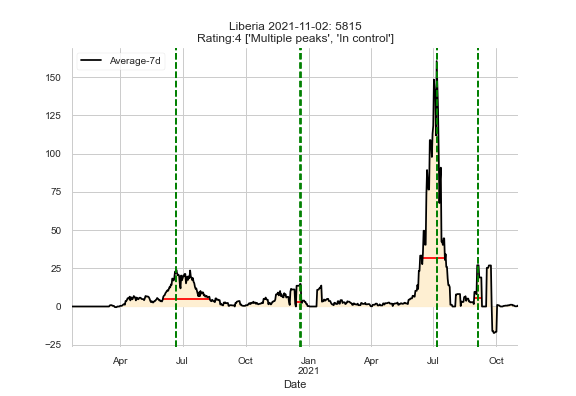 Liberia 2021-11-02: 5815
Rating:4 ['Multiple peaks', 'In control']
Average-7d
150
125
100
75
50
25
0
−25
Apr Jul Oct Jan Apr Jul Oct
2021
Date